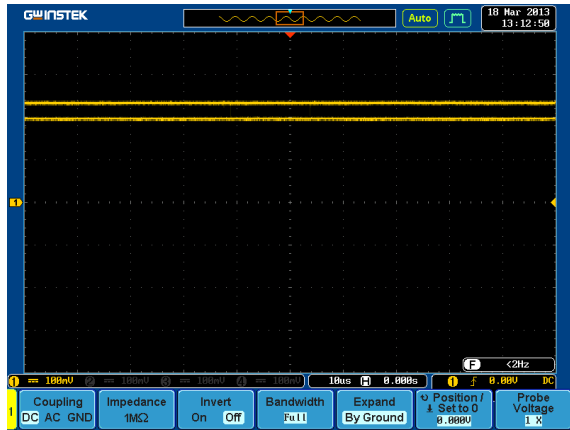 GWINSTEK
Auto
18 Mar 2013
13:12:50
1
F <2Hz
1 100mV 2 100mV 3 100mV 4 100mV 10us H 0.000s 1 0.00V DC
1
Coupling
DC AC GND
Impedance
1MΩ
Invert
On Off
Bandwidth
Full
Expand
By Ground
Position /
Set to 0
0.000V
Probe
Voltage
1 X